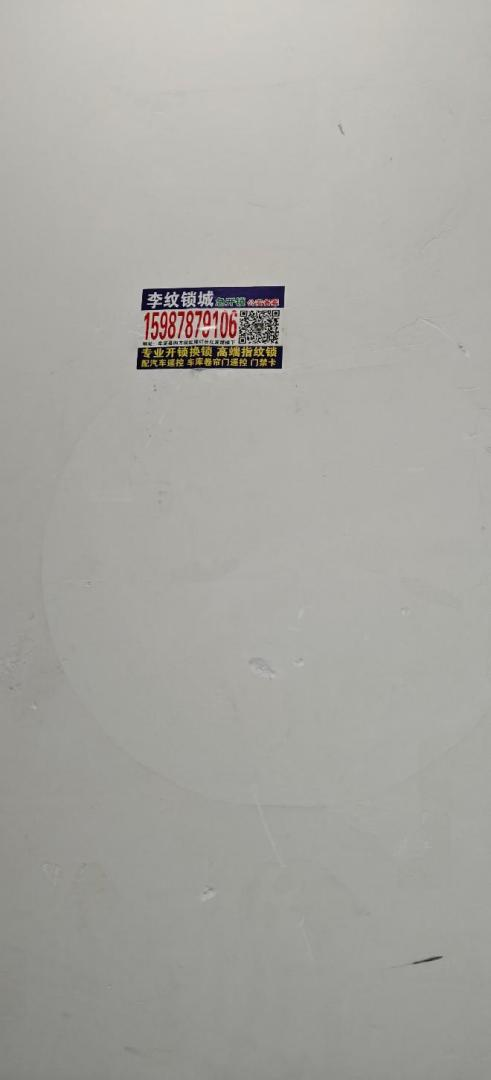 李纹锁城 急开锁 公安备案
15987879106
专业开锁换锁 高端指纹锁
配汽车遥控 车库卷帘门遥控 门禁卡